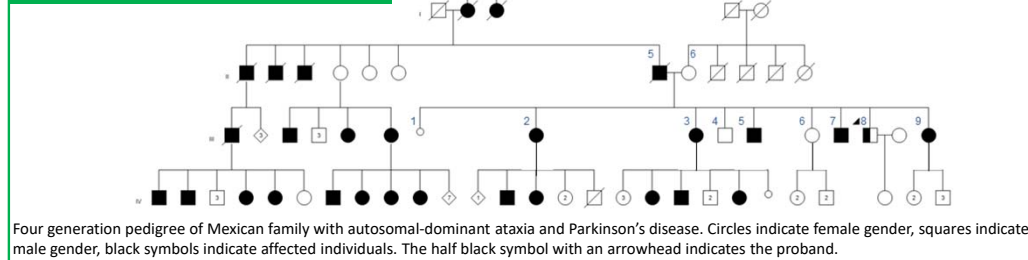 I
5 6
II
1 2 3 4 5 6 7 8 9
III 3 3
IV 3 7 1 2 3 2 2 2 2 3
Four generation pedigree of Mexican family with autosomal-dominant ataxia and Parkinson's disease. Circles indicate female gender, squares indicate
male gender, black symbols indicate affected individuals. The half black symbol with an arrowhead indicates the proband.